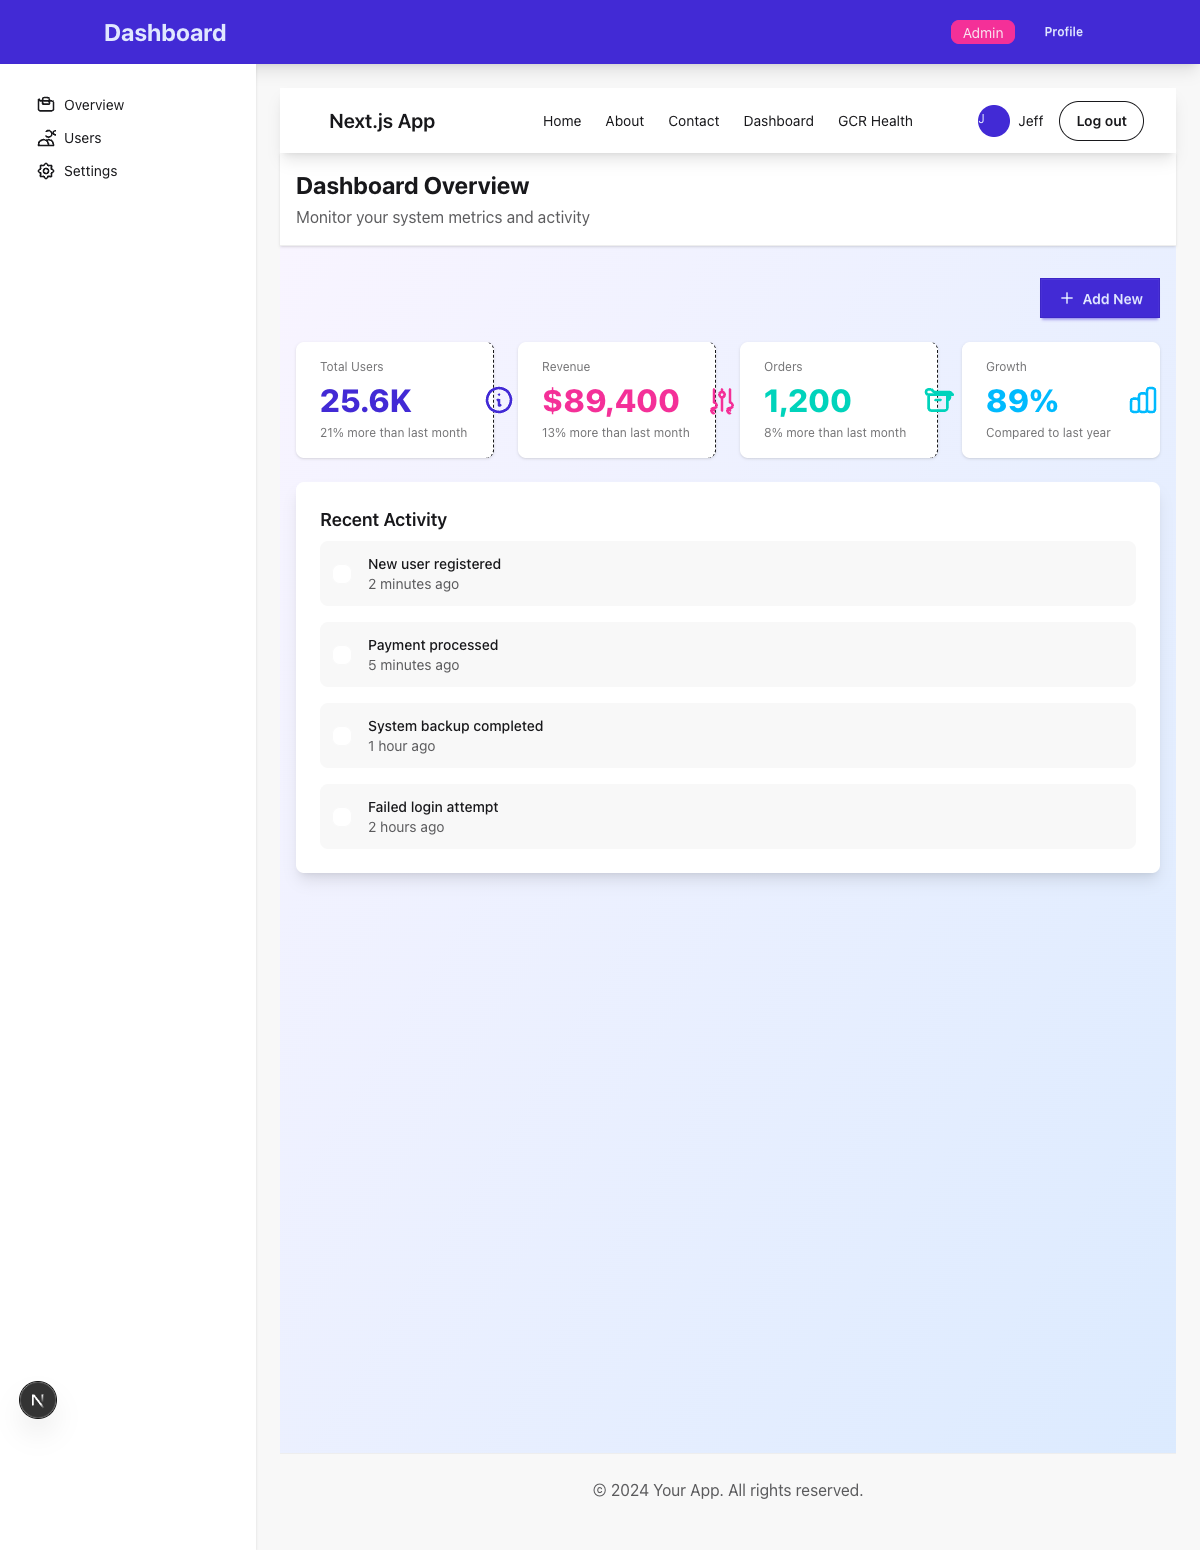 Dashboard
Admin
Profile
Overview
Users
Settings
Next.js App
Home
About
Contact
Dashboard
GCR Health
J
Jeff
Log out
Dashboard Overview
Monitor your system metrics and activity
Add New
Total Users
25.6K
21% more than last month
Revenue
$89,400
13% more than last month
Orders
1,200
8% more than last month
Growth
89%
Compared to last year
Recent Activity
New user registered
2 minutes ago
Payment processed
5 minutes ago
System backup completed
1 hour ago
Failed login attempt
2 hours ago
N
© 2024 Your App. All rights reserved.